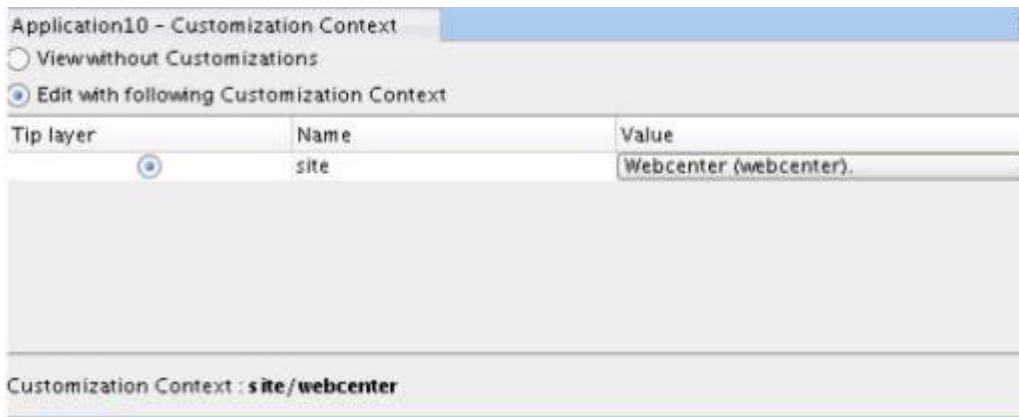 Application10 - Customization Context
View without Customizations
Edit with following Customization Context
Tip layer Name Value
site Webcenter (webcenter).
Customization Context : site/webcenter